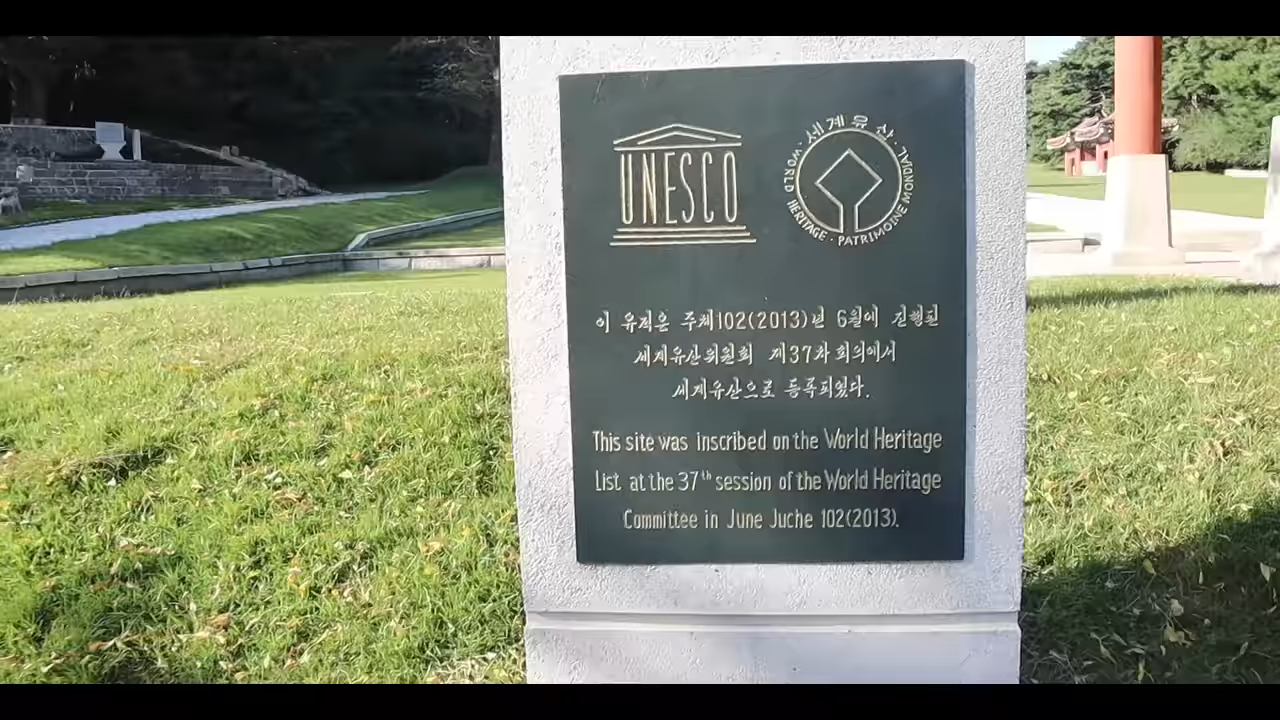 UNESCO
· 세계유산 ·
WORLD HERITAGE · PATRIMOINE MONDIAL
이 유적은 주체102(2013)년 6월에 진행된
세계유산위원회 제37차 회의에서
세계유산으로 등록되였다.
This site was inscribed on the World Heritage
List at the 37th session of the World Heritage
Committee in June Juche 102(2013).